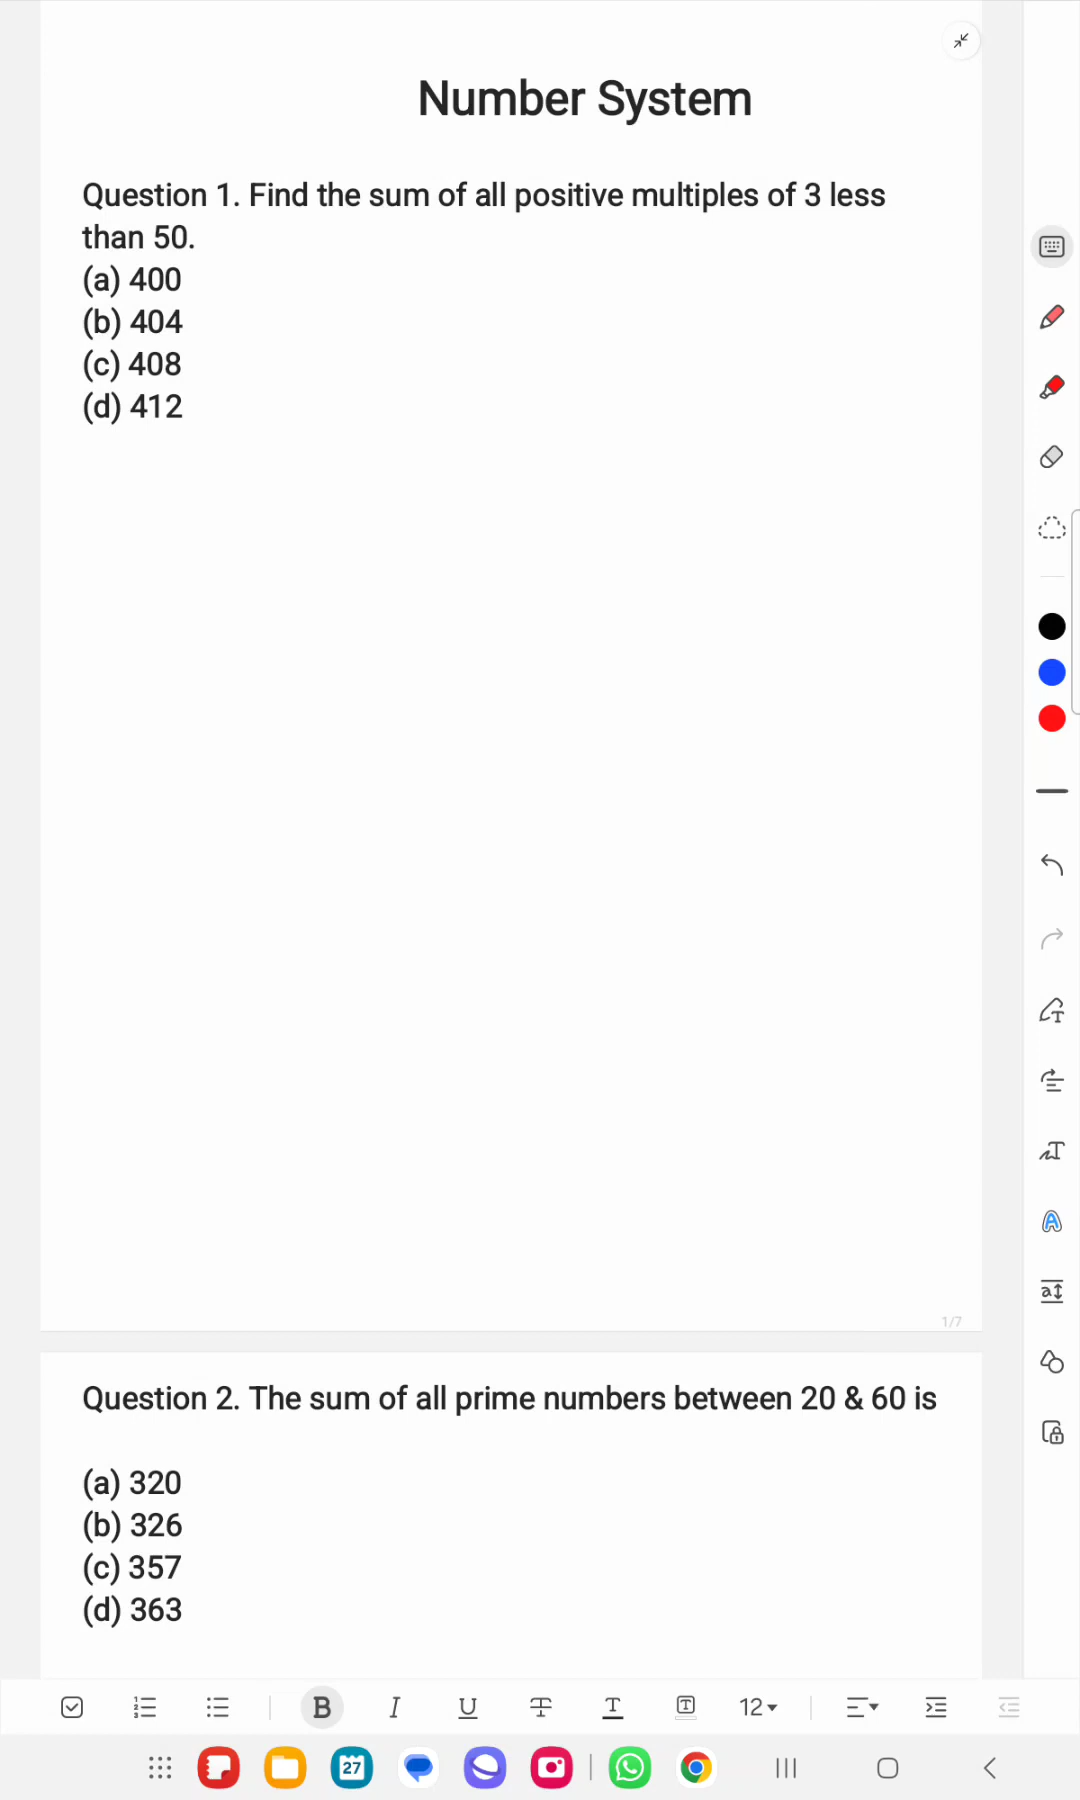 Number System
Question 1. Find the sum of all positive multiples of 3 less
than 50.
(a) 400
(b) 404
(c) 408
(d) 412
1/7
Question 2. The sum of all prime numbers between 20 & 60 is
(a) 320
(b) 326
(c) 357
(d) 363
B I U T T 12
27